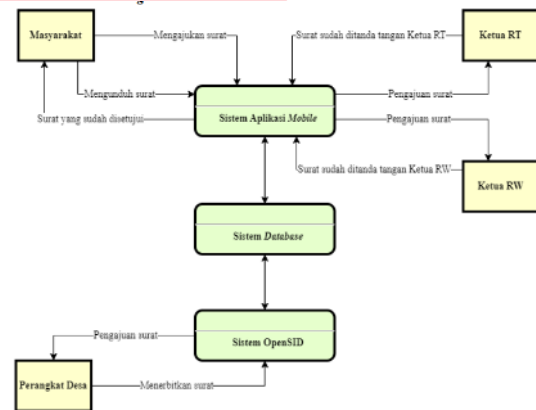 Masyarakat
Mengajukan surat
Surat sudah ditanda tangan Ketua RT
Ketua RT
Mengunduh surat
Pengajuan surat
Surat yang sudah disetujui
Sistem Aplikasi Mobile
Pengajuan surat
Surat sudah ditanda tangan Ketua RW
Ketua RW
Sistem Database
Pengajuan surat
Sistem OpenSID
Perangkat Desa
Menerbitkan surat